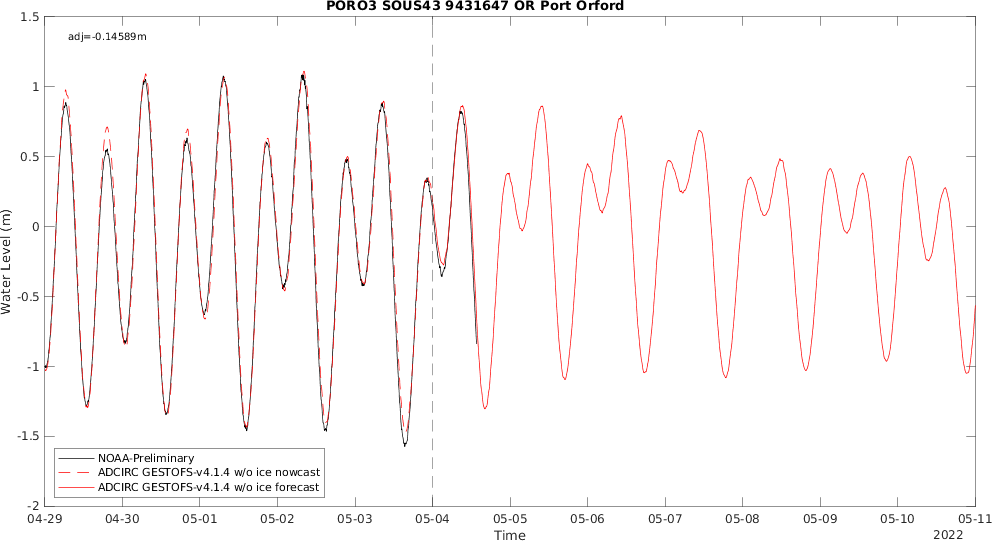 PORO3 SOUS43 9431647 OR Port Orford
adj=-0.14589m
1.5
1
0.5
0
-0.5
-1
-1.5
-2
Water Level (m)
NOAA-Preliminary
ADCIRC GESTOFS-v4.1.4 w/o ice nowcast
ADCIRC GESTOFS-v4.1.4 w/o ice forecast
04-29 04-30 05-01 05-02 05-03 05-04 05-05 05-06 05-07 05-08 05-09 05-10 05-11
Time
2022